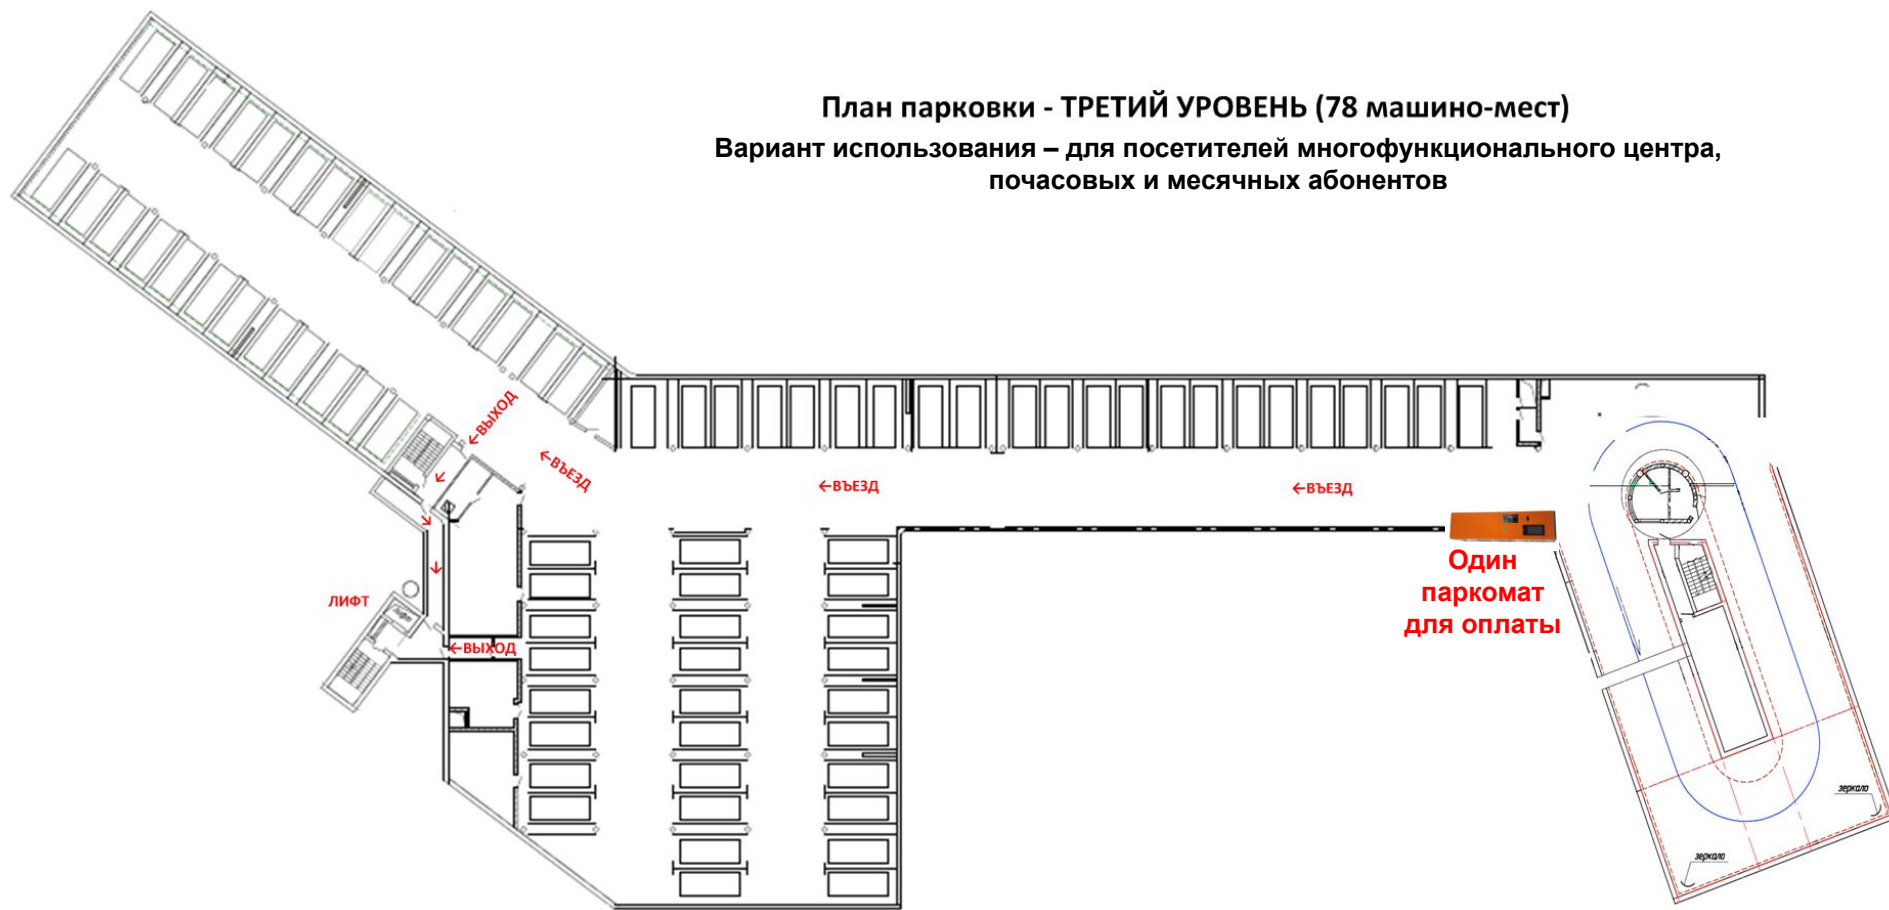 План парковки - ТРЕТИЙ УРОВЕНЬ (78 машино-мест)
Вариант использования – для посетителей многофункционального центра,
почасовых и месячных абонентов
←ВЫХОД
←ВЪЕЗД
←ВЪЕЗД
←ВЪЕЗД
Один
паркомат
для оплаты
ЛИФТ
лифт
←ВЫХОД
зеркало
зеркало